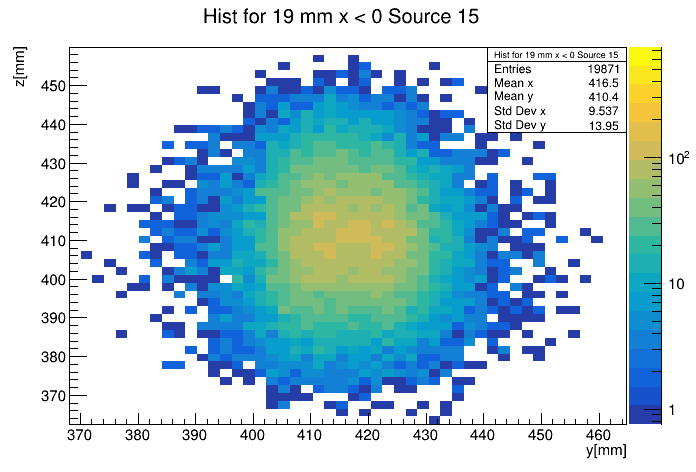 Hist for 19 mm x < 0 Source 15
z[mm]
Hist for 19 mm x < 0 Source 15
Entries 19871
Mean x 416.5
Mean y 410.4
Std Dev x 9.537
Std Dev y 13.95
450
440
430
420
410
400
390
380
370
10²
10
1
370 380 390 400 410 420 430 440 450 460
y[mm]